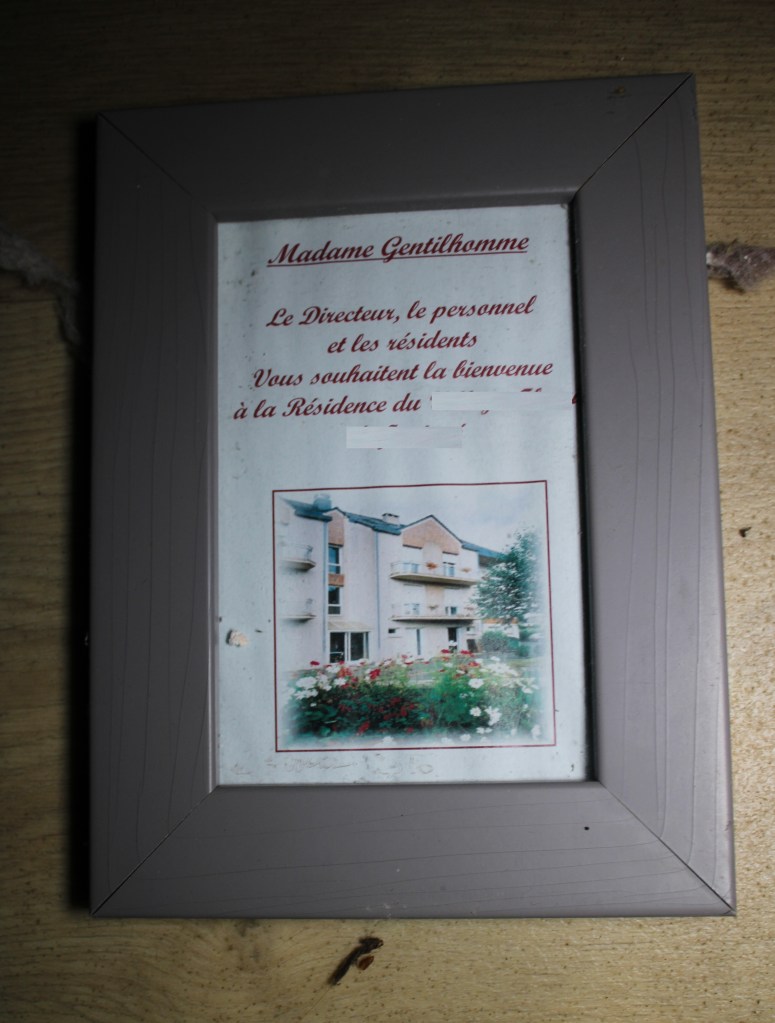 Madame Gentilhomme
Le Directeur, le personnel
et les résidents
Vous souhaitent la bienvenue
à la Résidence du